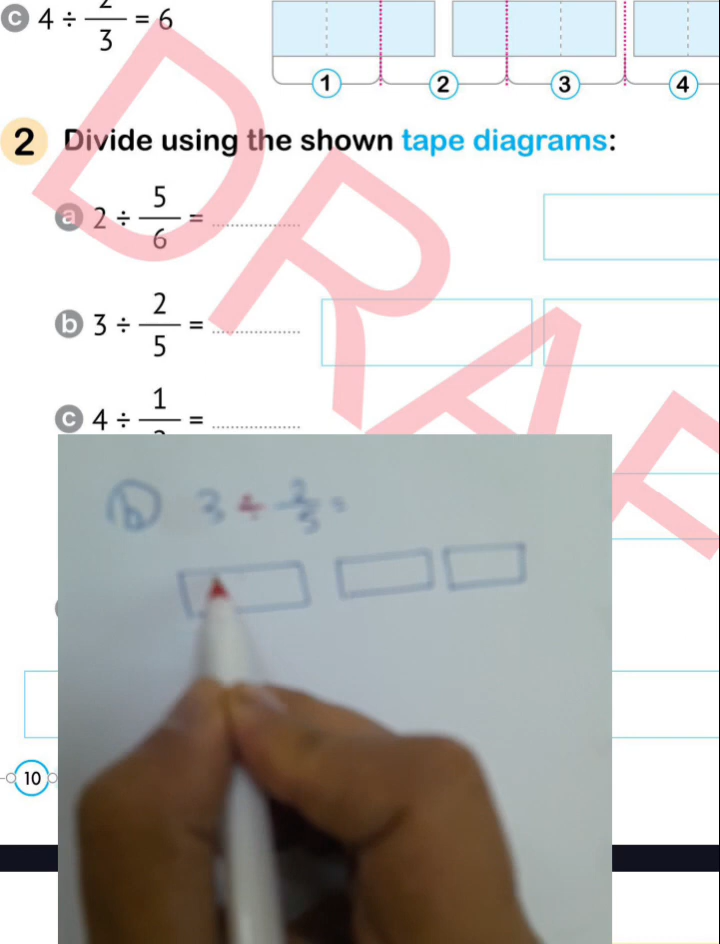 c 4 ÷ 2/3 = 6
1 2 3 4
2 Divide using the shown tape diagrams:
a 2 ÷ 5/6 = ............
b 3 ÷ 2/5 = ............
c 4 ÷ 1/ = ............
b 3 ÷ 2/5 =
10
DRAF